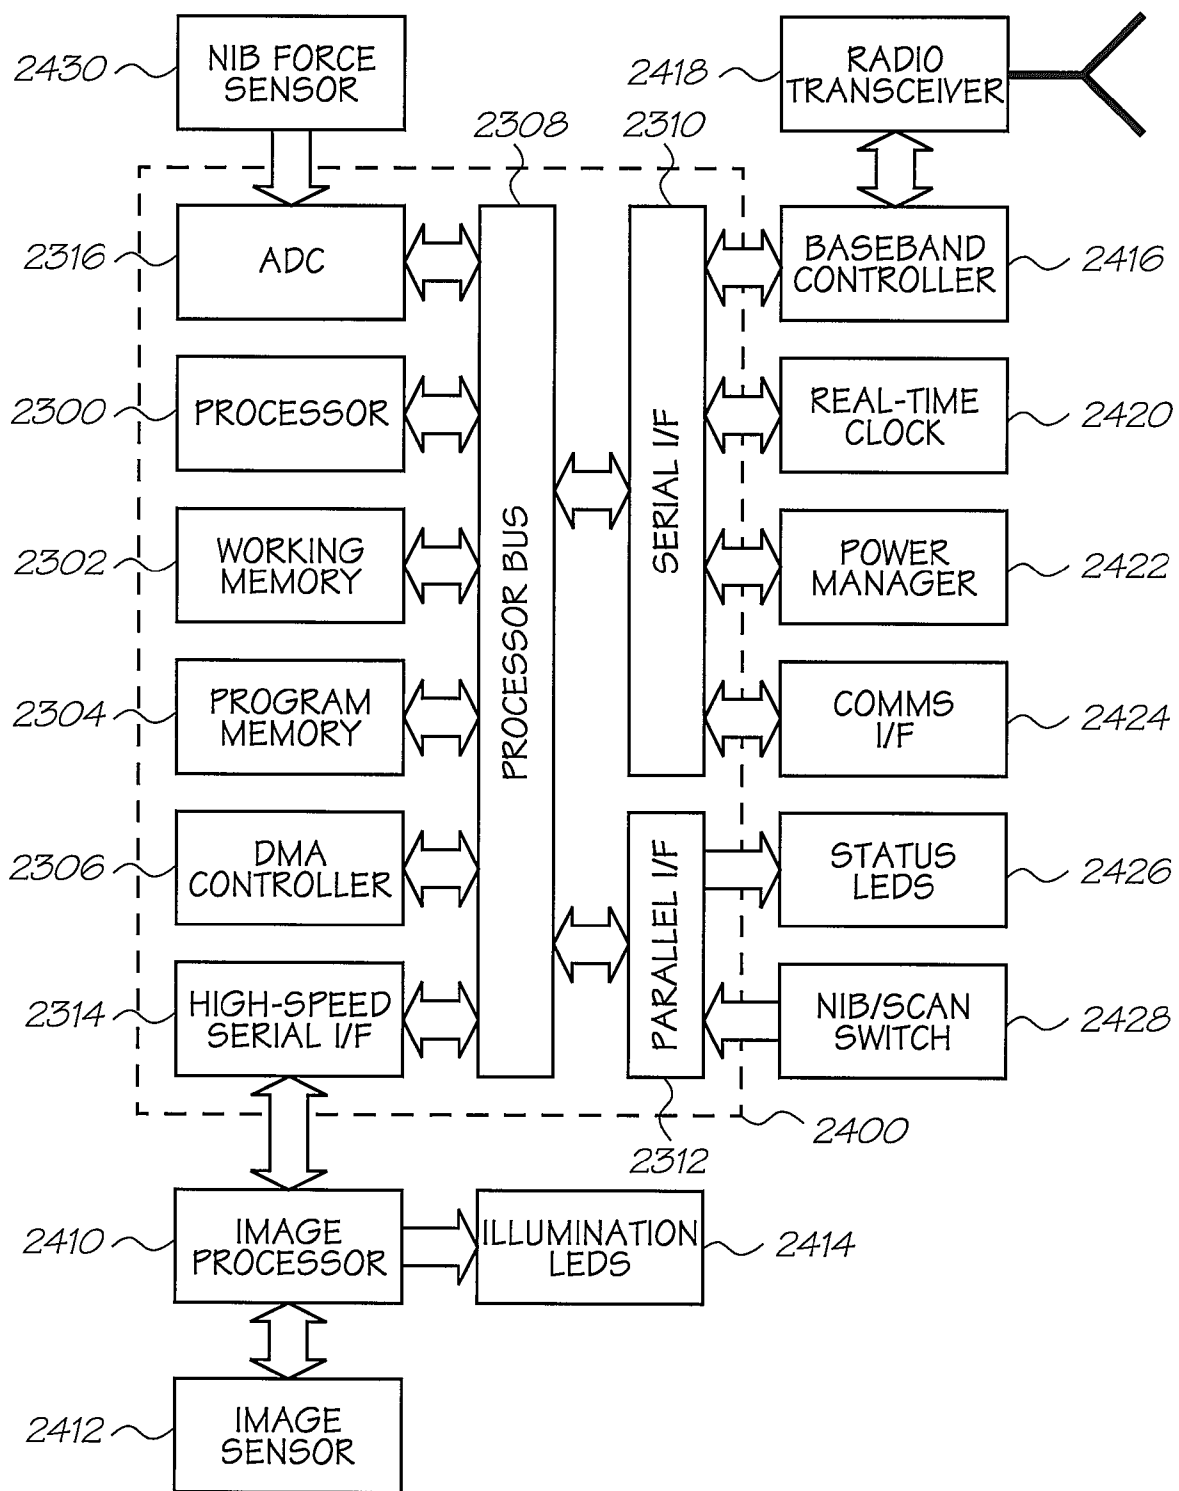 2430
NIB FORCE
SENSOR
2418
RADIO
TRANSCEIVER
2308
2310
2316
ADC
BASEBAND
CONTROLLER
2416
2300
PROCESSOR
REAL-TIME
CLOCK
2420
2302
WORKING
MEMORY
PROCESSOR BUS
SERIAL I/F
POWER
MANAGER
2422
2304
PROGRAM
MEMORY
COMMS
I/F
2424
2306
DMA
CONTROLLER
PARALLEL I/F
STATUS
LEDS
2426
2314
HIGH-SPEED
SERIAL I/F
NIB/SCAN
SWITCH
2428
2400
2312
2410
IMAGE
PROCESSOR
ILLUMINATION
LEDS
2414
2412
IMAGE
SENSOR